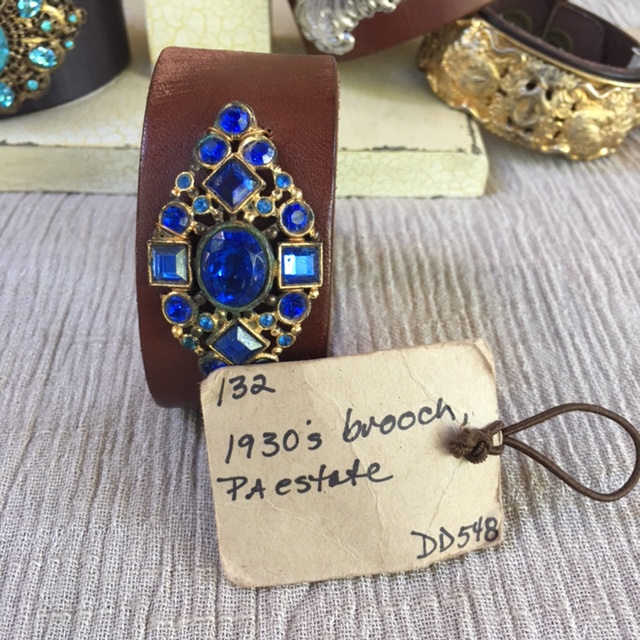 132
1930's brooch,
PA estate
DD548